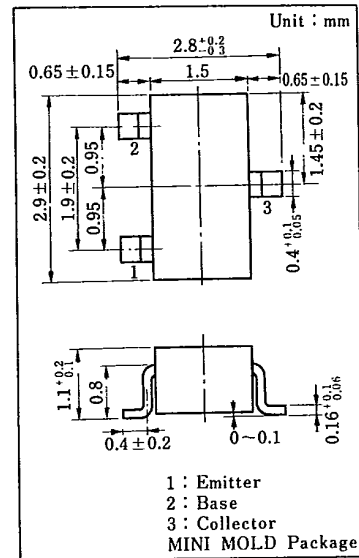 Unit : mm
2.8 +0.2 −0.3
0.65±0.15
1.5
0.65±0.15
2.9±0.2
1.9±0.2
0.95
0.95
2
1
3
1.45±0.2
0.4 +0.1 −0.05
1.1 +0.2 −0.1
0.8
0.4±0.2
0~0.1
0.16 +0.1 −0.06
1 : Emitter
2 : Base
3 : Collector
MINI MOLD Package